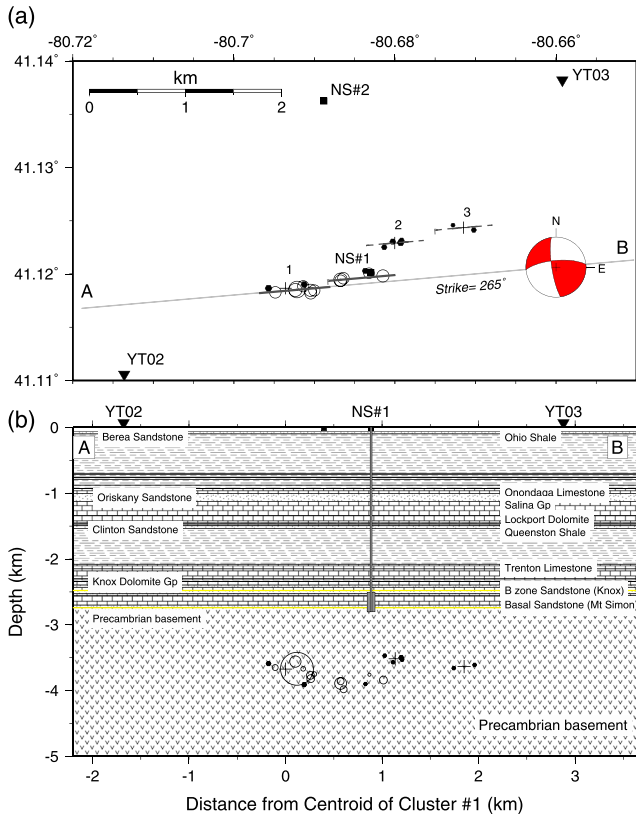 (a)
-80.72° -80.7° -80.68° -80.66°
41.14°
41.13°
41.12°
41.11°
km
0 1 2
NS#2
YT03
3
2
NS#1
1
N
E
A
B
Strike= 265°
YT02
(b)
YT02 NS#1 YT03
0
-1
-2
-3
-4
-5
Depth (km)
A
B
Berea Sandstone
Ohio Shale
Oriskany Sandstone
Onondaga Limestone
Salina Gp
Lockport Dolomite
Clinton Sandstone
Queenston Shale
Trenton Limestone
Knox Dolomite Gp
B zone Sandstone (Knox)
Basal Sandstone (Mt Simon)
Precambrian basement
Precambrian basement
-2 -1 0 1 2 3
Distance from Centroid of Cluster #1 (km)